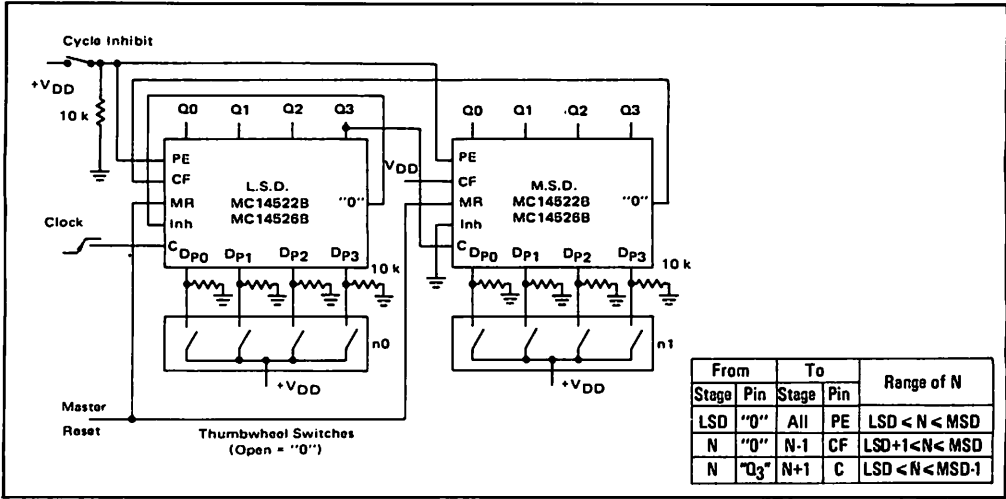 Cycle Inhibit
+VDD
10 k
Q0 Q1 Q2 Q3
Q0 Q1 Q2 Q3
PE
CF
MR
Inh
C
L.S.D.
MC14522B
MC14526B
"0"
DP0 DP1 DP2 DP3
10 k
VDD
PE
CF
MR
Inh
C
M.S.D.
MC14522B
MC14526B
"0"
DP0 DP1 DP2 DP3
10 k
Clock
n0
+VDD
n1
+VDD
Master
Reset
Thumbwheel Switches
(Open = "0")
From To Range of N
Stage Pin Stage Pin
LSD "0" All PE LSD < N < MSD
N "0" N-1 CF LSD+1<N< MSD
N "Q3" N+1 C LSD < N < MSD-1